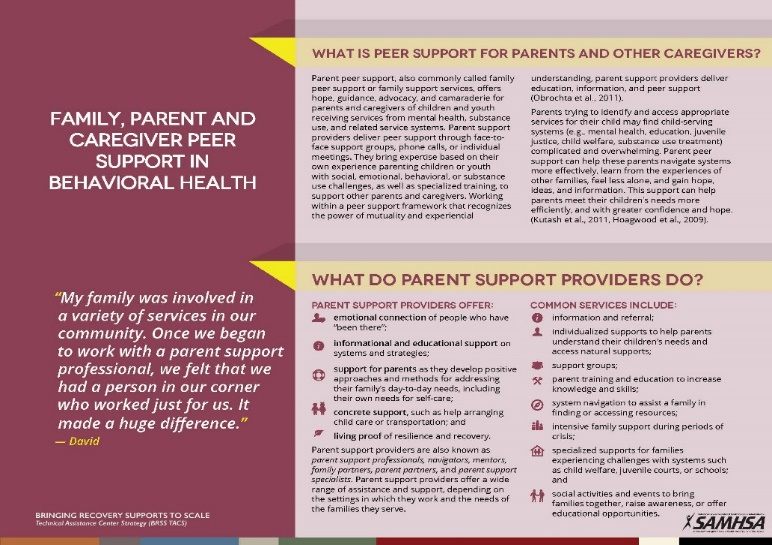 FAMILY, PARENT AND
CAREGIVER PEER
SUPPORT IN
BEHAVIORAL HEALTH
“My family was involved in
a variety of services in our
community. Once we began
to work with a parent support
professional, we felt that we
had a person in our corner
who worked just for us. It
made a huge difference.”
— David
BRINGING RECOVERY SUPPORTS TO SCALE
Technical Assistance Center Strategy (BRSS TACS)
WHAT IS PEER SUPPORT FOR PARENTS AND OTHER CAREGIVERS?
Parent peer support, also commonly called family
peer support or family support services, offers
hope, guidance, advocacy, and camaraderie for
parents and caregivers of children and youth
receiving services from mental health, substance
use, and related service systems. Parent support
providers deliver peer support through face-to-
face support groups, phone calls, or individual
meetings. They bring expertise based on their
own experience parenting children or youth
with social, emotional, behavioral, or substance
use challenges, as well as specialized training, to
support other parents and caregivers. Working
within a peer support framework that recognizes
the power of mutuality and experiential
understanding, parent support providers deliver
education, information, and peer support
(Obrochta et al., 2011).
Parents trying to identify and access appropriate
services for their child may find child-serving
systems (e.g., mental health, education, juvenile
justice, child welfare, substance use treatment)
complicated and overwhelming. Parent peer
support can help these parents navigate systems
more effectively, learn from the experiences of
other families, feel less alone, and gain hope,
ideas, and information. This support can help
parents meet their children's needs more
efficiently, and with greater confidence and hope.
(Kutash et al., 2011, Hoagwood et al., 2009).
WHAT DO PARENT SUPPORT PROVIDERS DO?
PARENT SUPPORT PROVIDERS OFFER:
emotional connection of people who have
“been there”;
informational and educational support on
systems and strategies;
support for parents as they develop positive
approaches and methods for addressing
their family's day-to-day needs, including
their own needs for self-care;
concrete support, such as help arranging
child care or transportation; and
living proof of resilience and recovery.
Parent support providers are also known as
parent support professionals, navigators, mentors,
family partners, parent partners, and parent support
specialists. Parent support providers offer a wide
range of assistance and support, depending on
the settings in which they work and the needs of
the families they serve.
COMMON SERVICES INCLUDE:
information and referral;
individualized supports to help parents
understand their children's needs and
access natural supports;
support groups;
parent training and education to increase
knowledge and skills;
system navigation to assist a family in
finding or accessing resources;
intensive family support during periods of
crisis;
specialized supports for families
experiencing challenges with systems such
as child welfare, juvenile courts, or schools;
and
social activities and events to bring
families together, raise awareness, or offer
educational opportunities.
SAMHSA